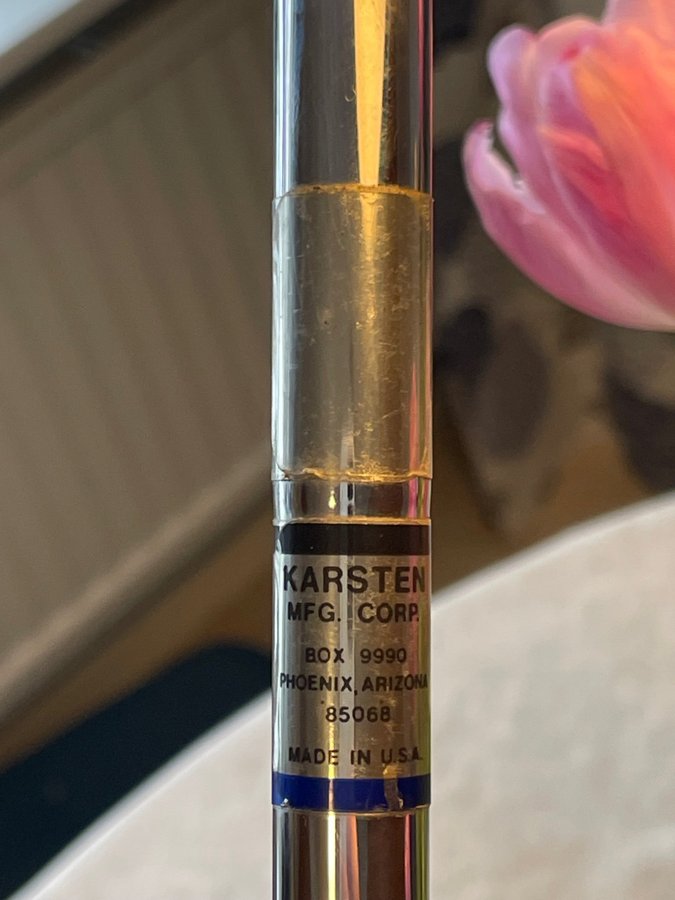 KARSTEN
MFG. CORP.
BOX 9990
PHOENIX, ARIZONA
85068
MADE IN U.S.A.